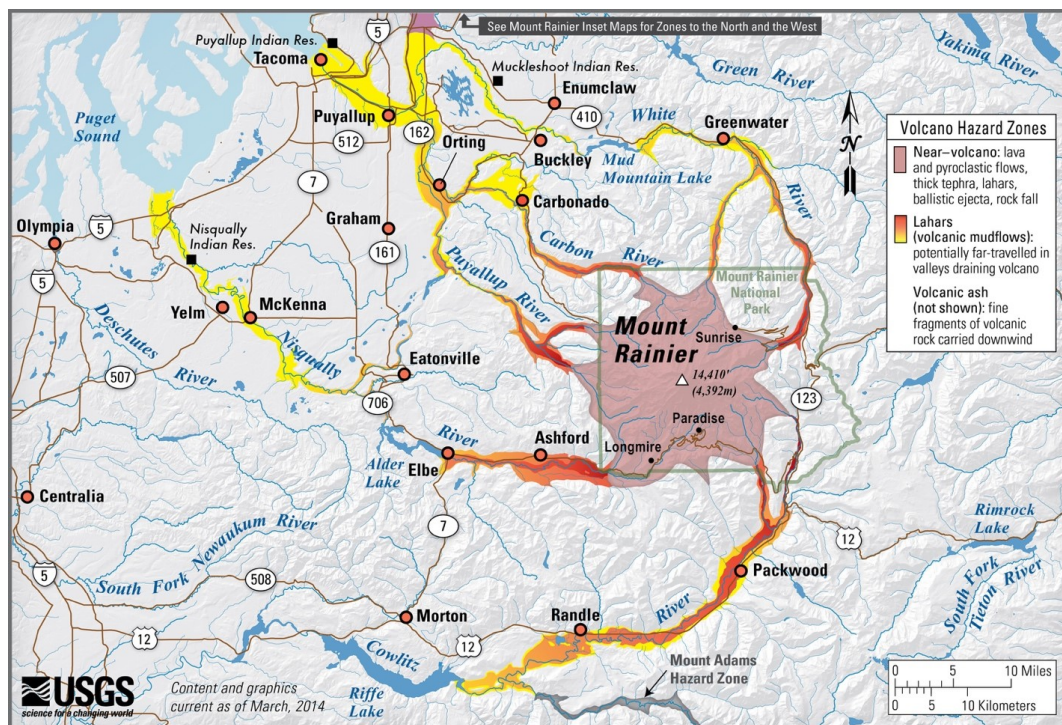 See Mount Rainier Inset Maps for Zones to the North and the West
Puyallup Indian Res.
5
Tacoma
Muckleshoot Indian Res.
Green River
Yakima River
Puget
Sound
Enumclaw
410
White
Greenwater
Puyallup
512
162
Orting
Buckley
Mud
Mountain Lake
River
N
7
Carbonado
Olympia
5
Nisqually
Indian Res.
Graham
161
Carbon
River
Puyallup
River
Mount Rainier
National
Park
5
Yelm
McKenna
Deschutes
River
Nisqually
Mount
Rainier
Sunrise
14,410'
(4,392m)
507
Eatonville
706
123
Paradise
Longmire
River
Ashford
Alder
Lake
Elbe
Centralia
7
Rimrock
Lake
12
South Fork Newaukum River
5
508
Packwood
South Fork
Tieton River
Morton
Randle
River
12
12
Cowlitz
Riffe
Lake
Mount Adams
Hazard Zone
Volcano Hazard Zones
Near–volcano: lava
and pyroclastic flows,
thick tephra, lahars,
ballistic ejecta, rock fall
Lahars
(volcanic mudflows):
potentially far-travelled in
valleys draining volcano
Volcanic ash
(not shown): fine
fragments of volcanic
rock carried downwind
USGS
science for a changing world
Content and graphics
current as of March, 2014
0 5 10 Miles
0 5 10 Kilometers